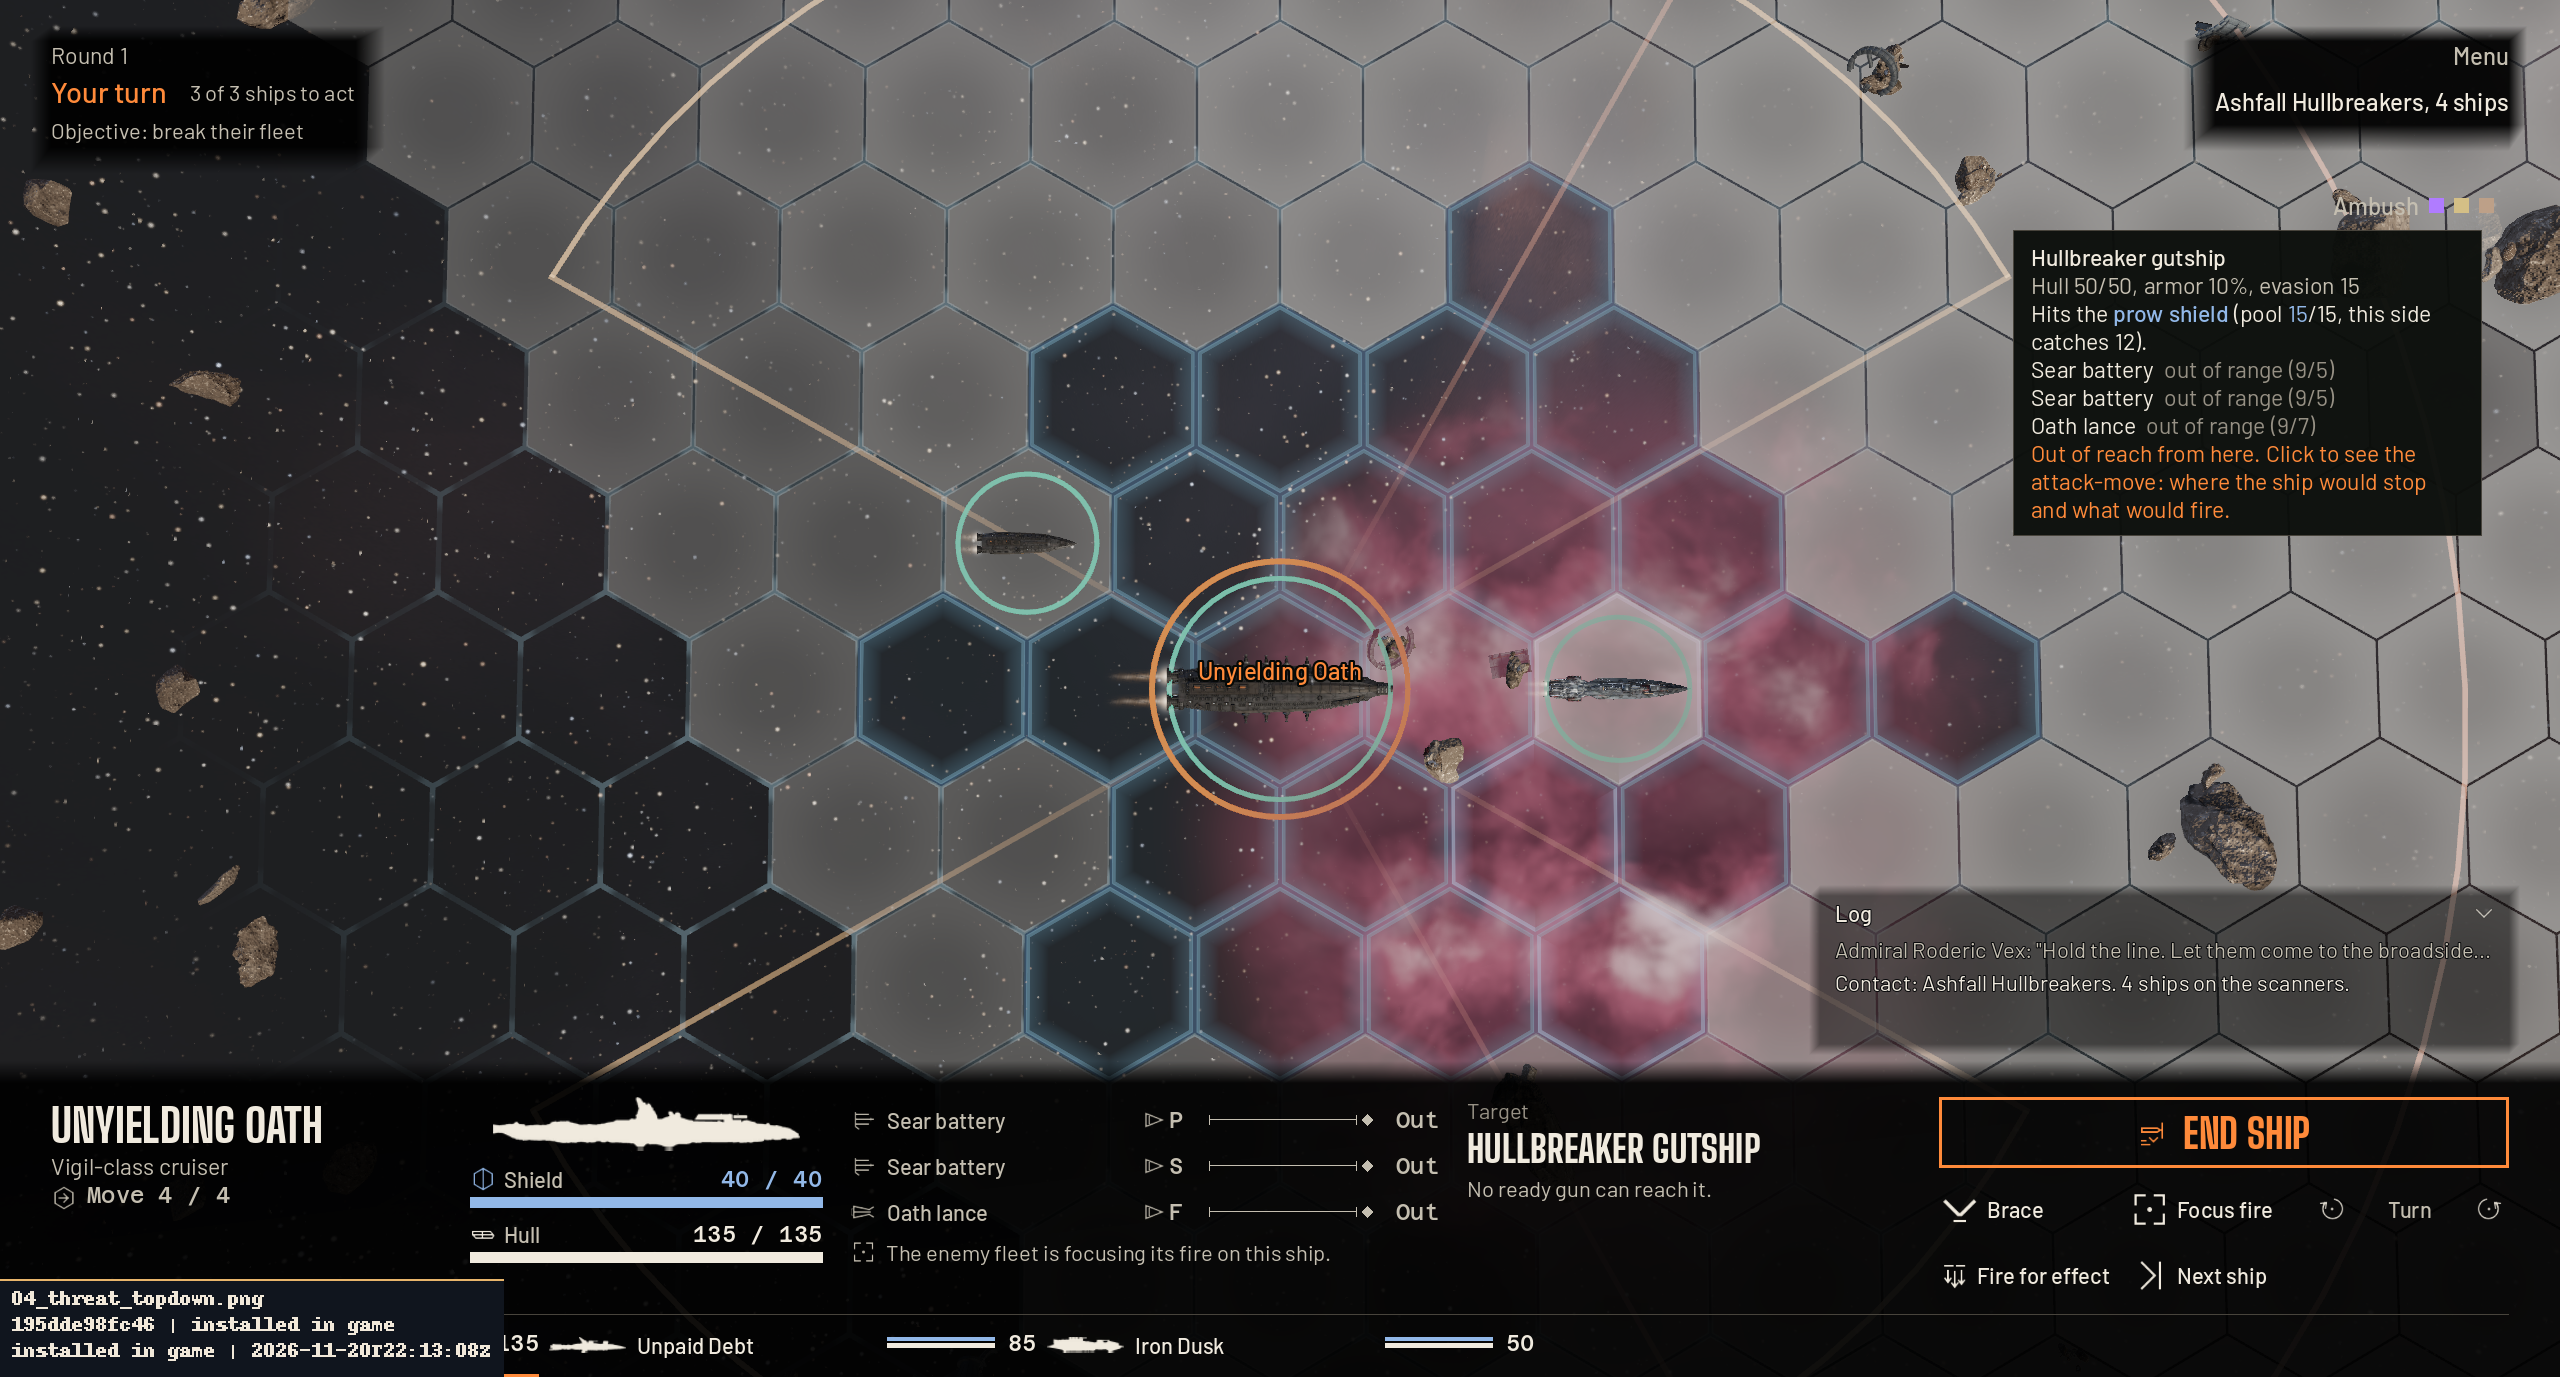 Round 1
Your turn 3 of 3 ships to act
Objective: break their fleet
Menu
Ashfall Hullbreakers, 4 ships
Ambush
Hullbreaker gutship
Hull 50/50, armor 10%, evasion 15
Hits the prow shield (pool 15/15, this side
catches 12).
Sear battery out of range (9/5)
Sear battery out of range (9/5)
Oath lance out of range (9/7)
Out of reach from here. Click to see the
attack-move: where the ship would stop
and what would fire.
Unyielding Oath
Log
Admiral Roderic Vex: "Hold the line. Let them come to the broadside...
Contact: Ashfall Hullbreakers. 4 ships on the scanners.
UNYIELDING OATH
Vigil-class cruiser
Move 4 / 4
Shield 40 / 40
Hull 135 / 135
Sear battery P Out
Sear battery S Out
Oath lance F Out
The enemy fleet is focusing its fire on this ship.
Target
HULLBREAKER GUTSHIP
No ready gun can reach it.
END SHIP
Brace
Focus fire
Turn
Fire for effect
Next ship
04_threat_topdown.png
195dde98fc46 | installed in game
installed in game | 2026-11-20T22:13:08Z
135
Unpaid Debt 85
Iron Dusk 50